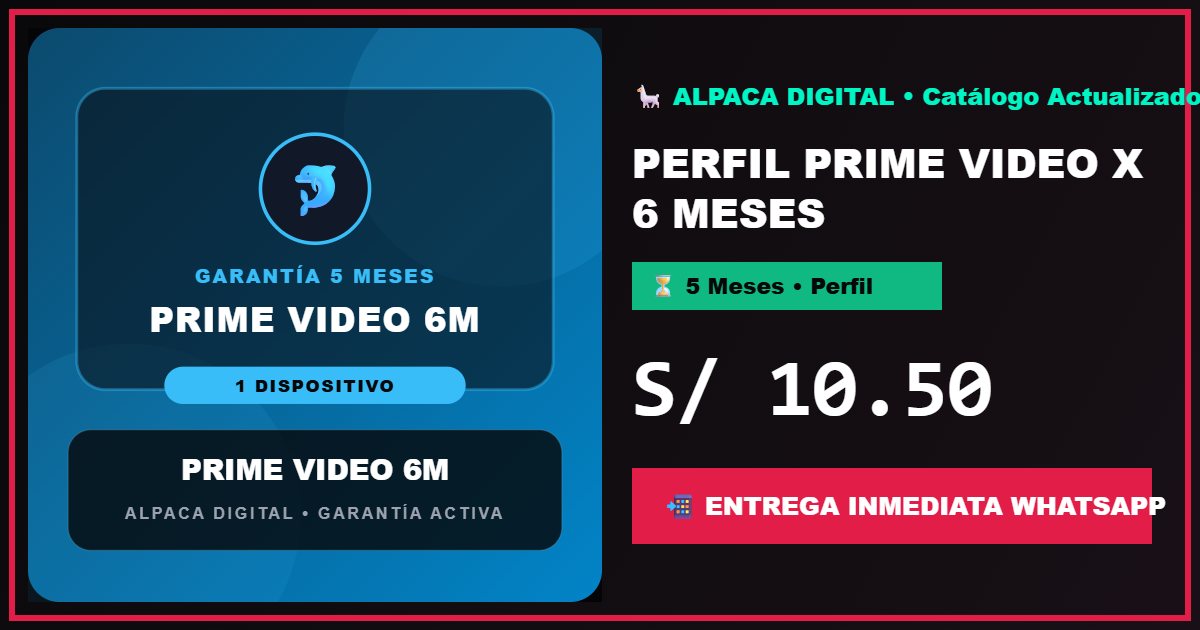 GARANTÍA 5 MESES
PRIME VIDEO 6M
1 DISPOSITIVO
PRIME VIDEO 6M
ALPACA DIGITAL • GARANTÍA ACTIVA
🦙 ALPACA DIGITAL • Catálogo Actualizado
PERFIL PRIME VIDEO X
6 MESES
⏳ 5 Meses • Perfil
S/ 10.50
📲 ENTREGA INMEDIATA WHATSAPP